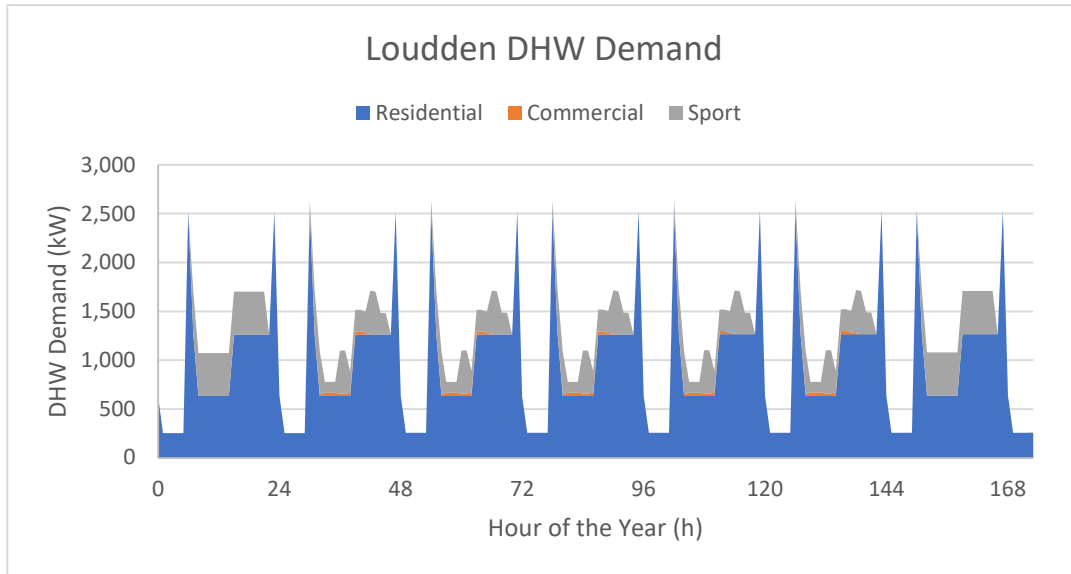 Loudden DHW Demand
Residential Commercial Sport
DHW Demand (kW)
3,000
2,500
2,000
1,500
1,000
500
0
0 24 48 72 96 120 144 168
Hour of the Year (h)